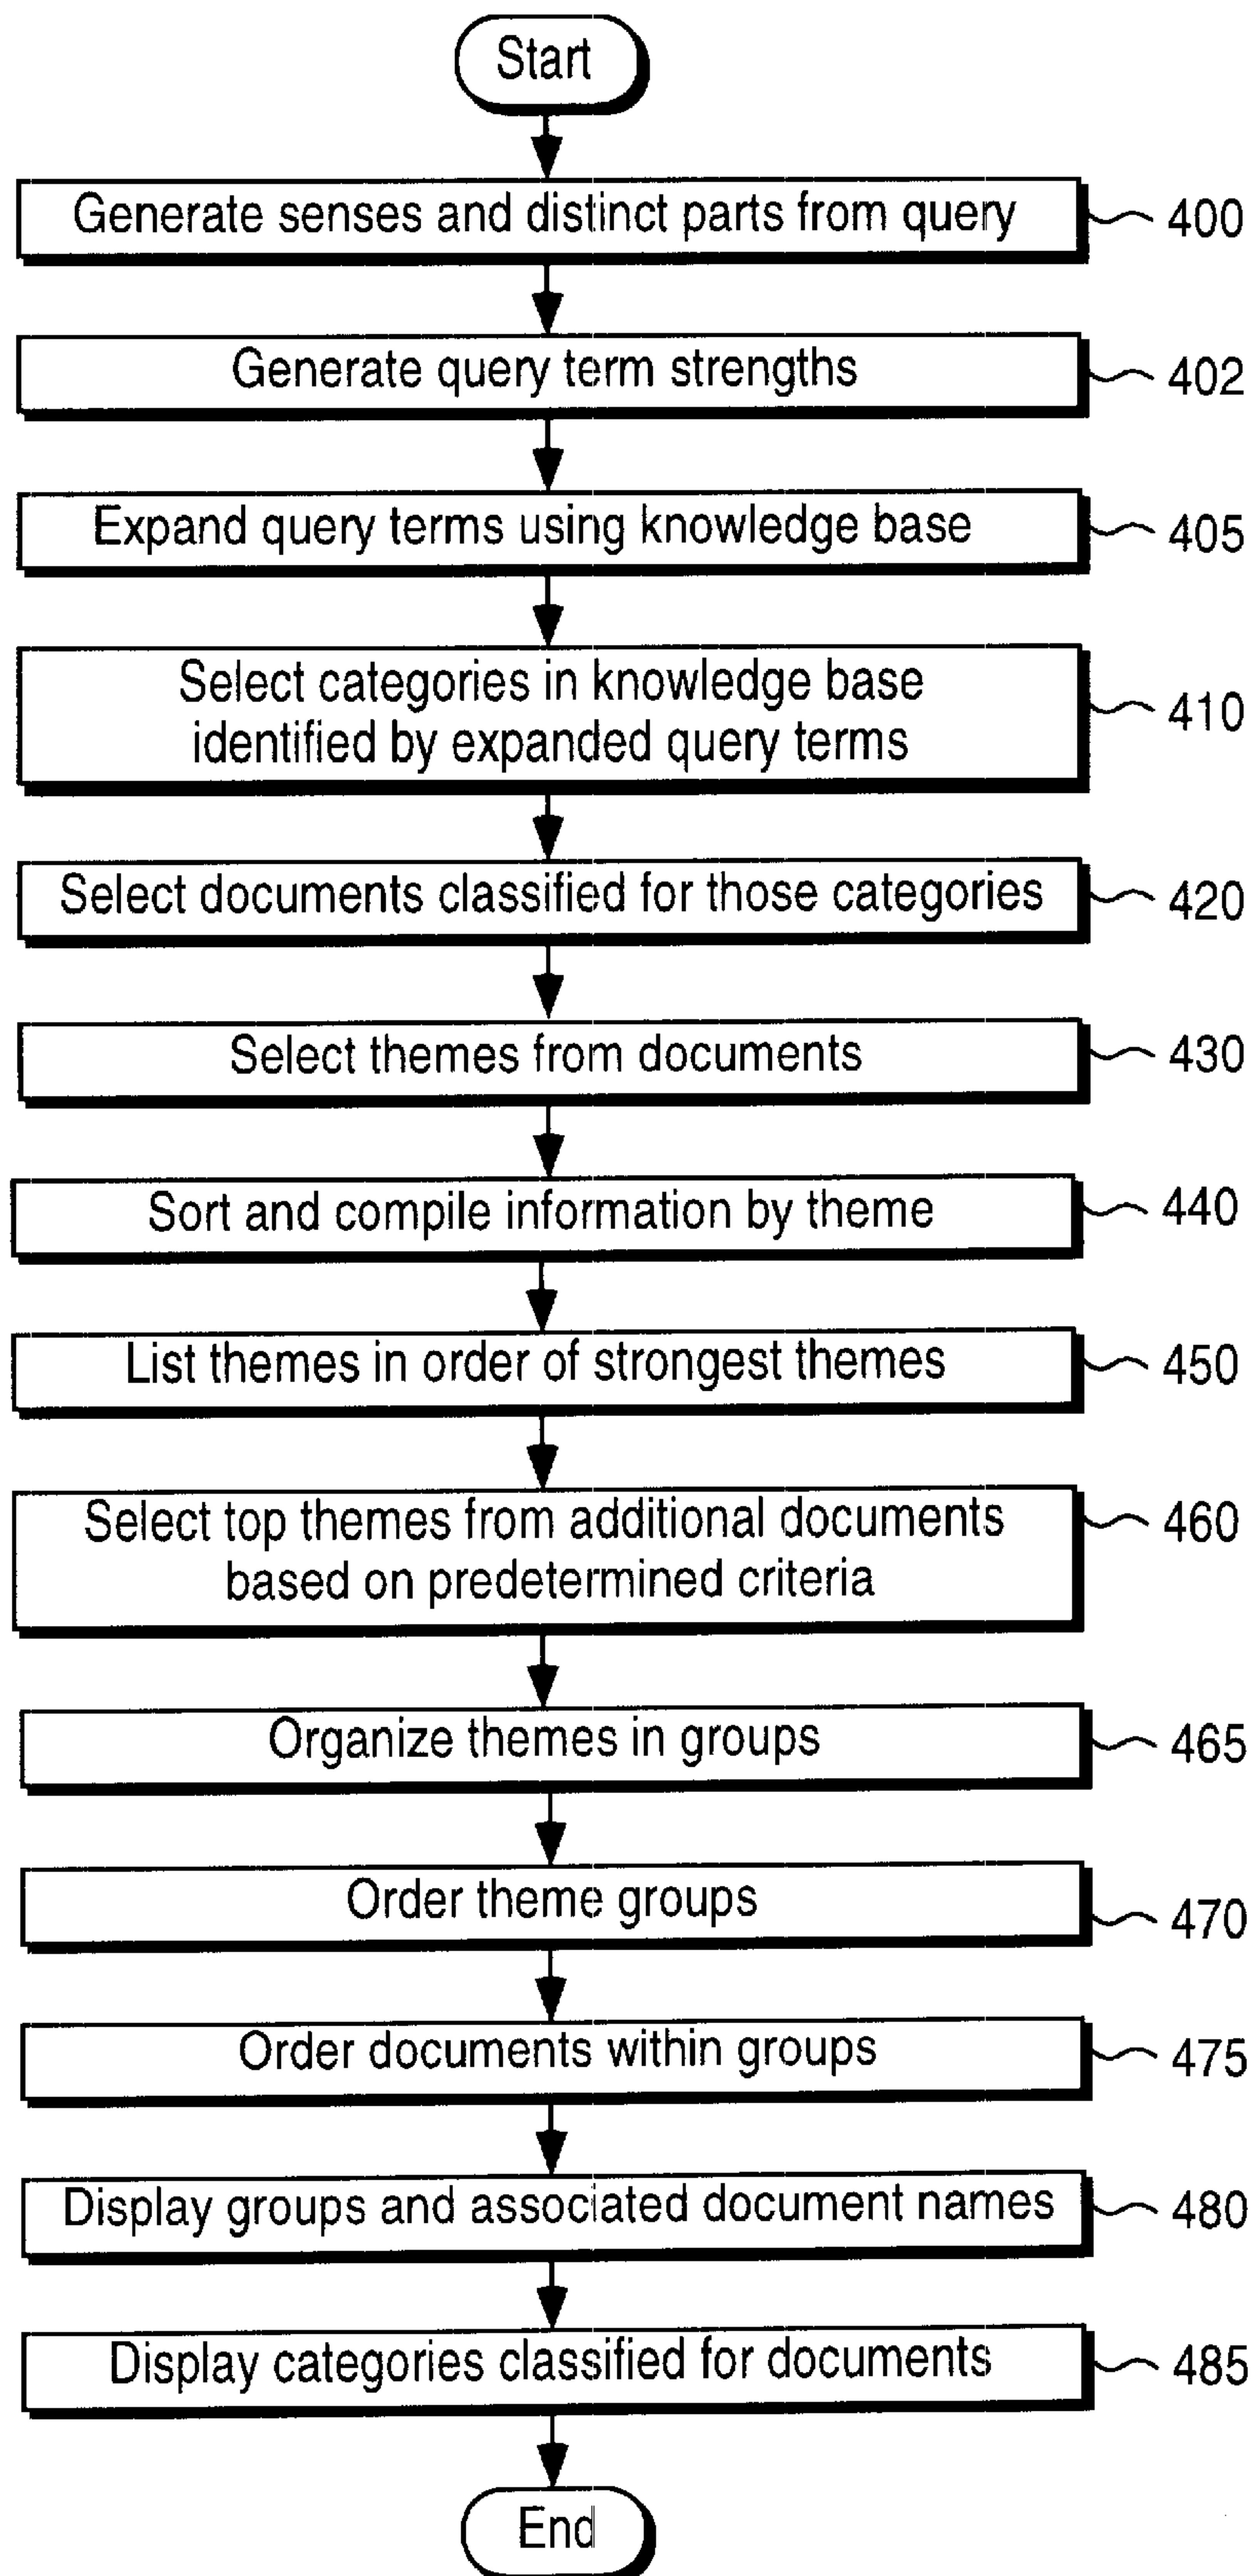 Start
Generate senses and distinct parts from query
400
Generate query term strengths
402
Expand query terms using knowledge base
405
Select categories in knowledge base
identified by expanded query terms
410
Select documents classified for those categories
420
Select themes from documents
430
Sort and compile information by theme
440
List themes in order of strongest themes
450
Select top themes from additional documents
based on predetermined criteria
460
Organize themes in groups
465
Order theme groups
470
Order documents within groups
475
Display groups and associated document names
480
Display categories classified for documents
485
End